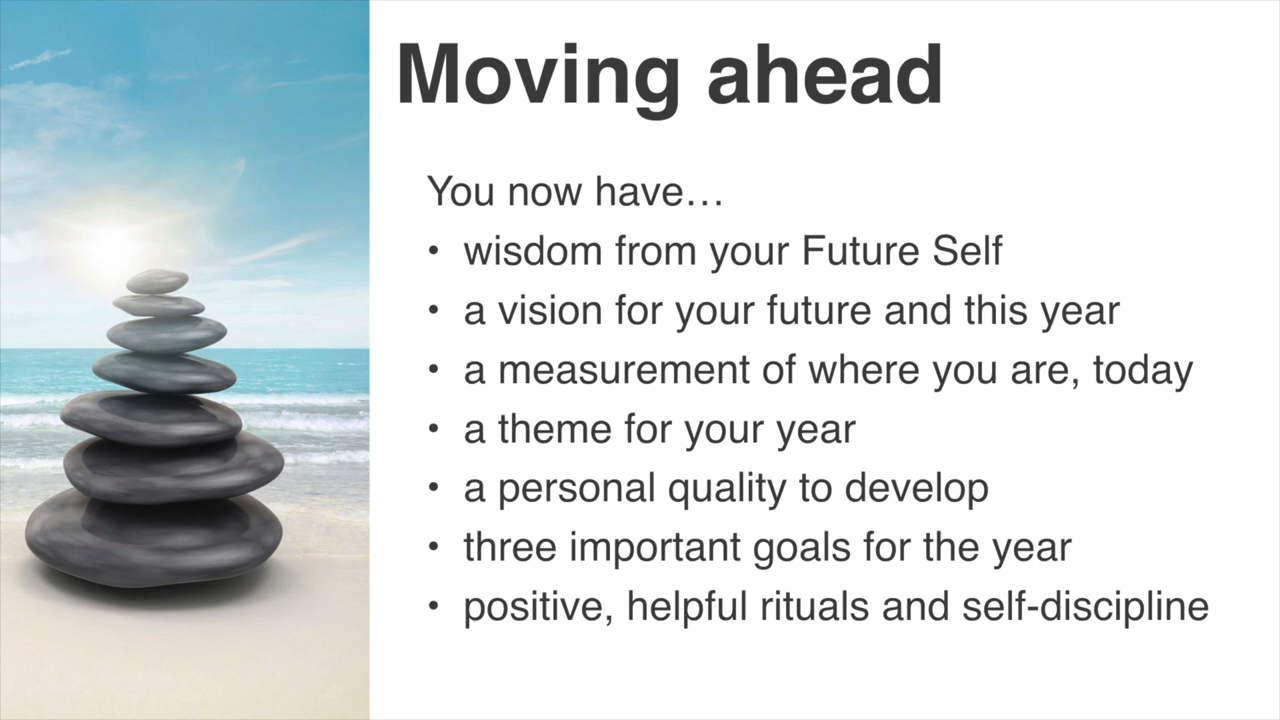 Moving ahead
You now have…
• wisdom from your Future Self
• a vision for your future and this year
• a measurement of where you are, today
• a theme for your year
• a personal quality to develop
• three important goals for the year
• positive, helpful rituals and self-discipline